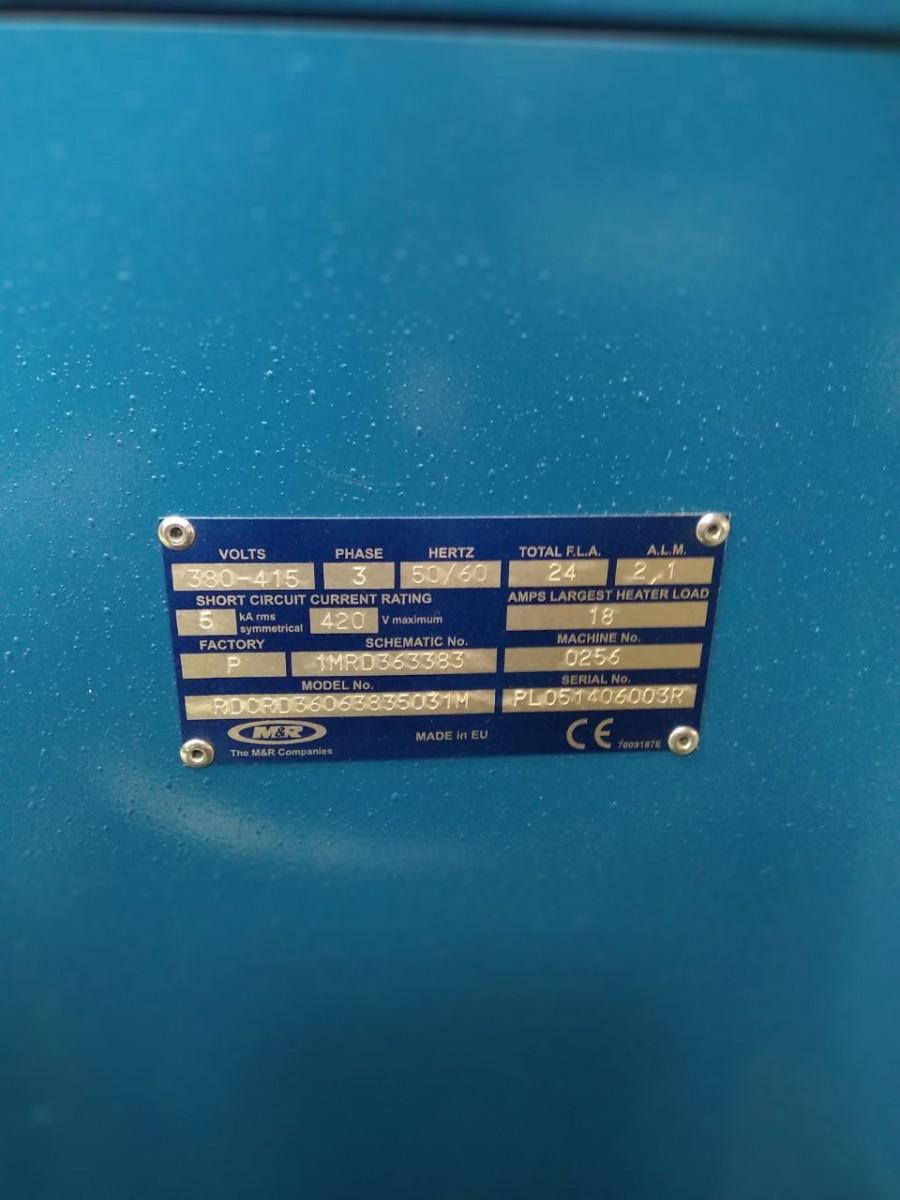 VOLTS PHASE HERTZ TOTAL F.L.A. A.L.M.
380-415 3 50/60 24 2,1
SHORT CIRCUIT CURRENT RATING AMPS LARGEST HEATER LOAD
5 kA rms symmetrical 420 V maximum 18
FACTORY SCHEMATIC No. MACHINE No.
P 1MRD363383 0256
MODEL No. SERIAL No.
RDCRD36063835031M PL051406003R
M&R MADE in EU CE 7009187E
The M&R Companies